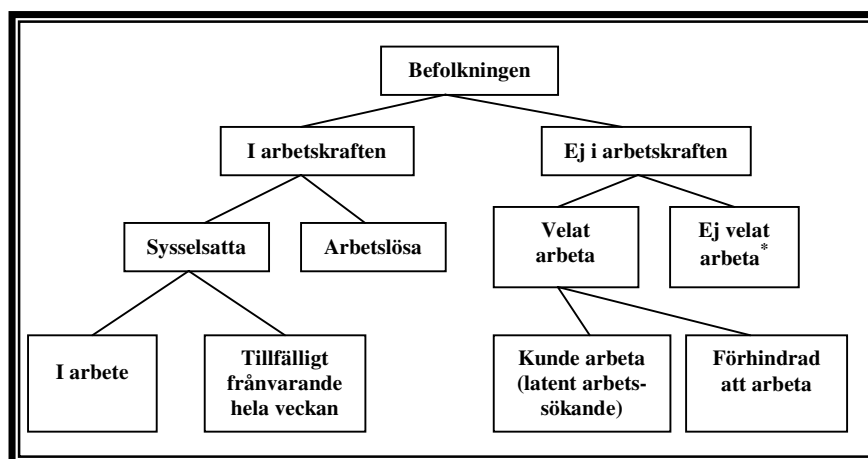 Befolkningen
I arbetskraften
Ej i arbetskraften
Sysselsatta
Arbetslösa
Velat
arbeta
Ej velat
arbeta*
I arbete
Tillfälligt
frånvarande
hela veckan
Kunde arbeta
(latent arbets-
sökande)
Förhindrad
att arbeta